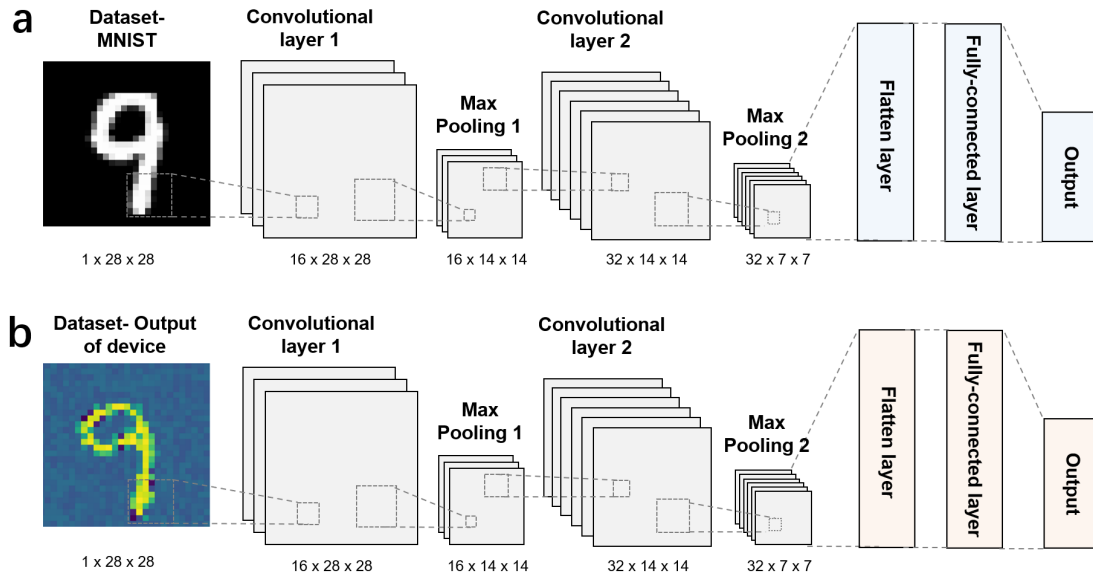 a
Dataset-
MNIST
Convolutional
layer 1
Max
Pooling 1
Convolutional
layer 2
Max
Pooling 2
Flatten layer
Fully-connected layer
Output
1 x 28 x 28
16 x 28 x 28
16 x 14 x 14
32 x 14 x 14
32 x 7 x 7
b
Dataset- Output
of device
Convolutional
layer 1
Max
Pooling 1
Convolutional
layer 2
Max
Pooling 2
Flatten layer
Fully-connected layer
Output
1 x 28 x 28
16 x 28 x 28
16 x 14 x 14
32 x 14 x 14
32 x 7 x 7